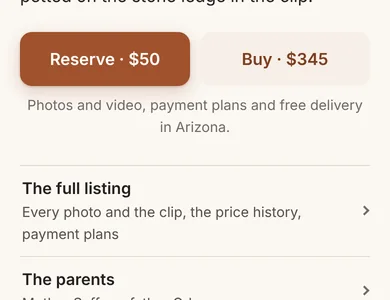 Reserve · $50
Buy · $345
Photos and video, payment plans and free delivery
in Arizona.
The full listing
Every photo and the clip, the price history,
payment plans
The parents